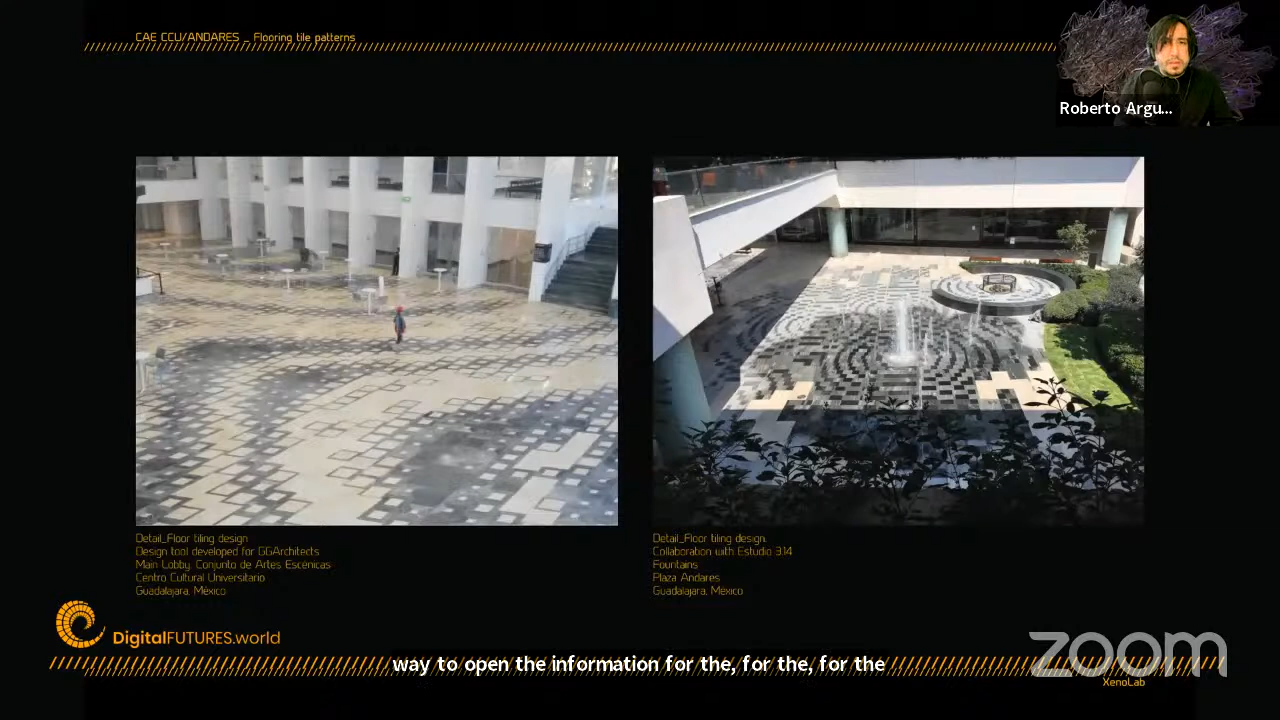 CAE CCU/ANDARES _ Flooring tile patterns
Roberto Argu...
Detail_Floor tiling design
Design tool developed for GGArchitects
Main Lobby, Conjunto de Artes Escénicas
Centro Cultural Universitario
Guadalajara, México
Detail_Floor tiling design.
Collaboration with Estudio 3.14
Fountains
Plaza Andares
Guadalajara, México
DigitalFUTURES.world
way to open the information for the, for the, for the
zoom
XenoLab